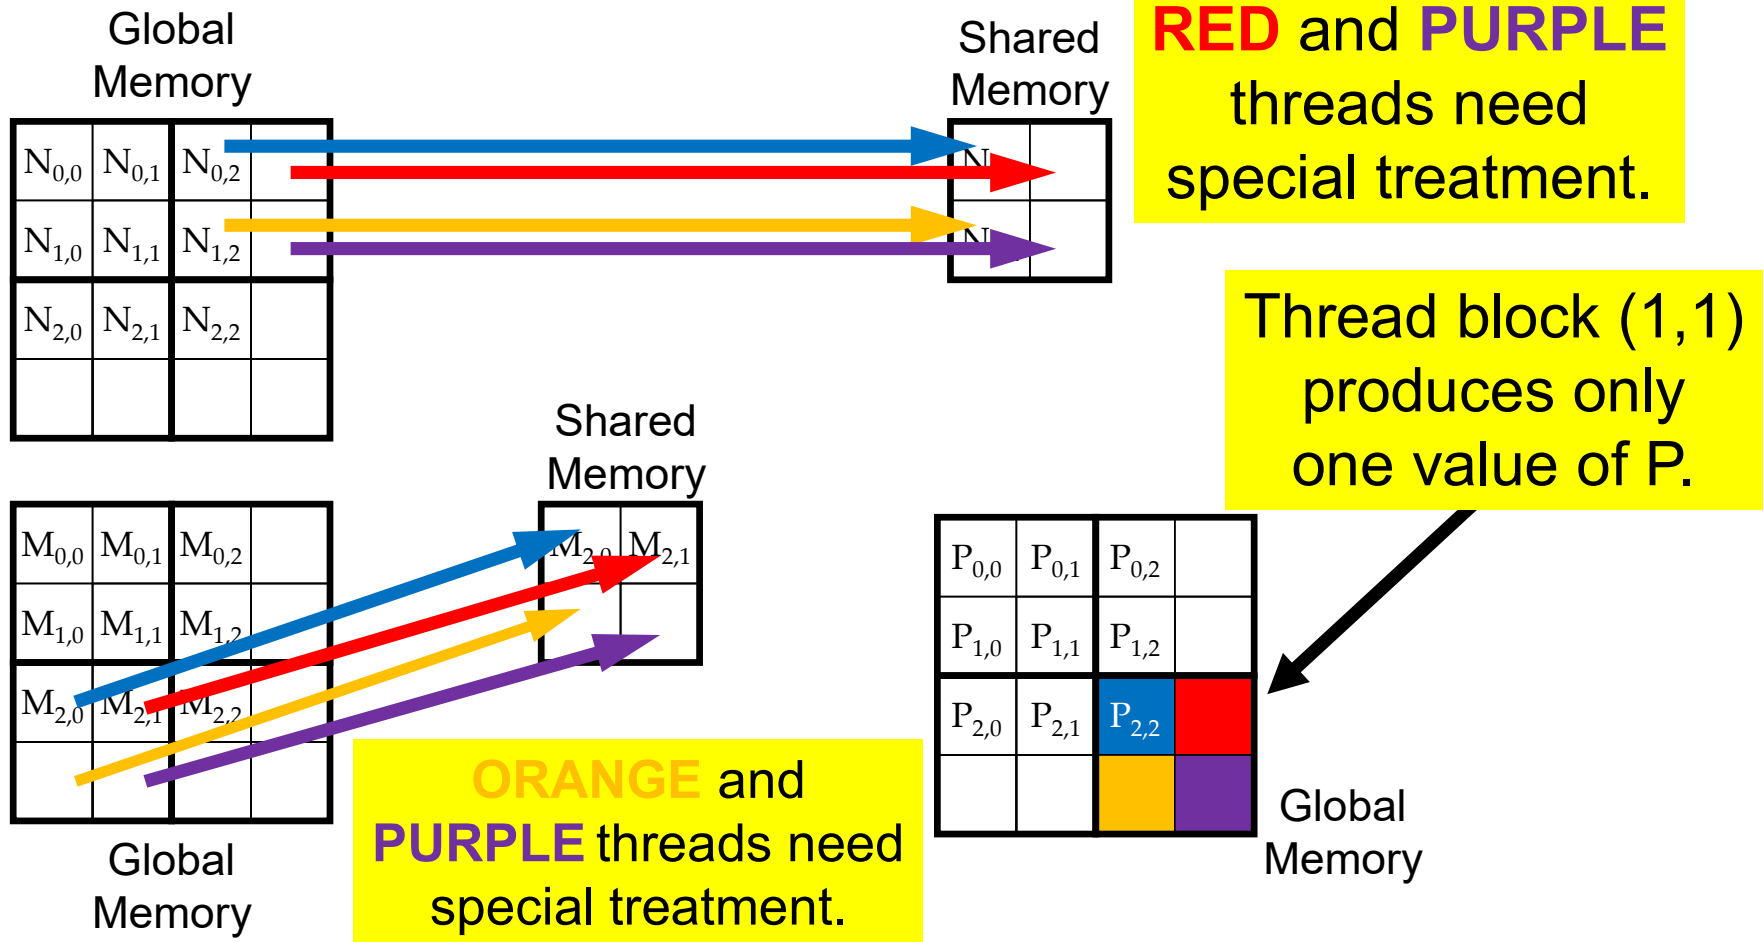 Global
Memory
Shared
Memory
RED and PURPLE
threads need
special treatment.
N0,0 N0,1 N0,2
N1,0 N1,1 N1,2
N2,0 N2,1 N2,2
N
N
Thread block (1,1)
produces only
one value of P.
Shared
Memory
M0,0 M0,1 M0,2
M1,0 M1,1 M1,2
M2,0 M2,1 M2,2
M2,0 M2,1
P0,0 P0,1 P0,2
P1,0 P1,1 P1,2
P2,0 P2,1 P2,2
ORANGE and
PURPLE threads need
special treatment.
Global
Memory
Global
Memory